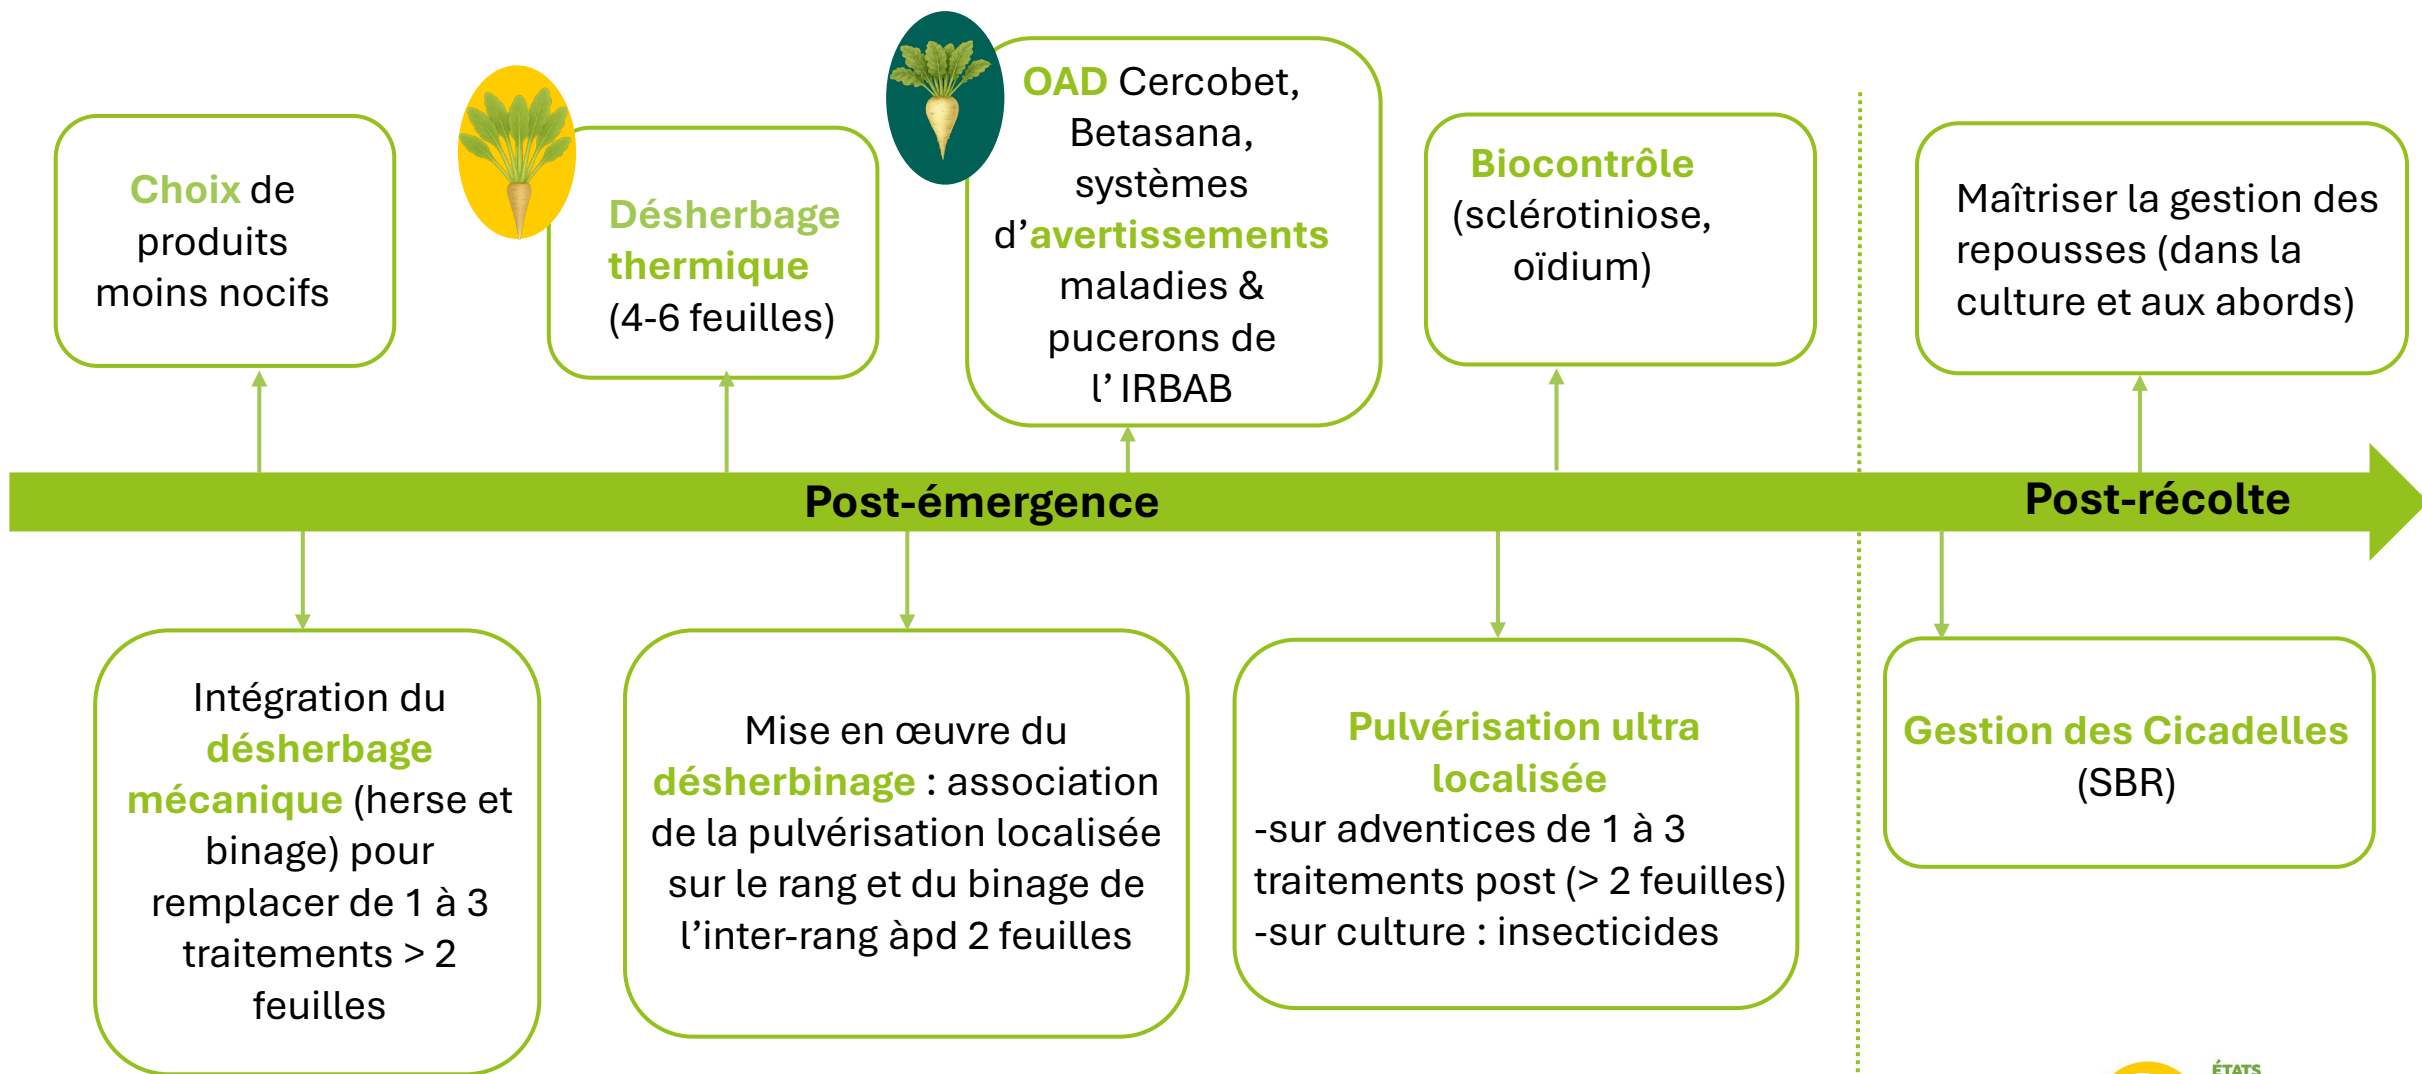 Choix de
produits
moins nocifs
Désherbage
thermique
(4-6 feuilles)
OAD Cercobet,
Betasana,
systèmes
d’avertissements
maladies &
pucerons de
l’ IRBAB
Biocontrôle
(sclérotiniose,
oïdium)
Maîtriser la gestion des
repousses (dans la
culture et aux abords)
Post-émergence
Post-récolte
Intégration du
désherbage
mécanique (herse et
binage) pour
remplacer de 1 à 3
traitements > 2
feuilles
Mise en œuvre du
désherbinage : association
de la pulvérisation localisée
sur le rang et du binage de
l’inter-rang àpd 2 feuilles
Pulvérisation ultra
localisée
-sur adventices de 1 à 3
traitements post (> 2 feuilles)
-sur culture : insecticides
Gestion des Cicadelles
(SBR)
ÉTATS